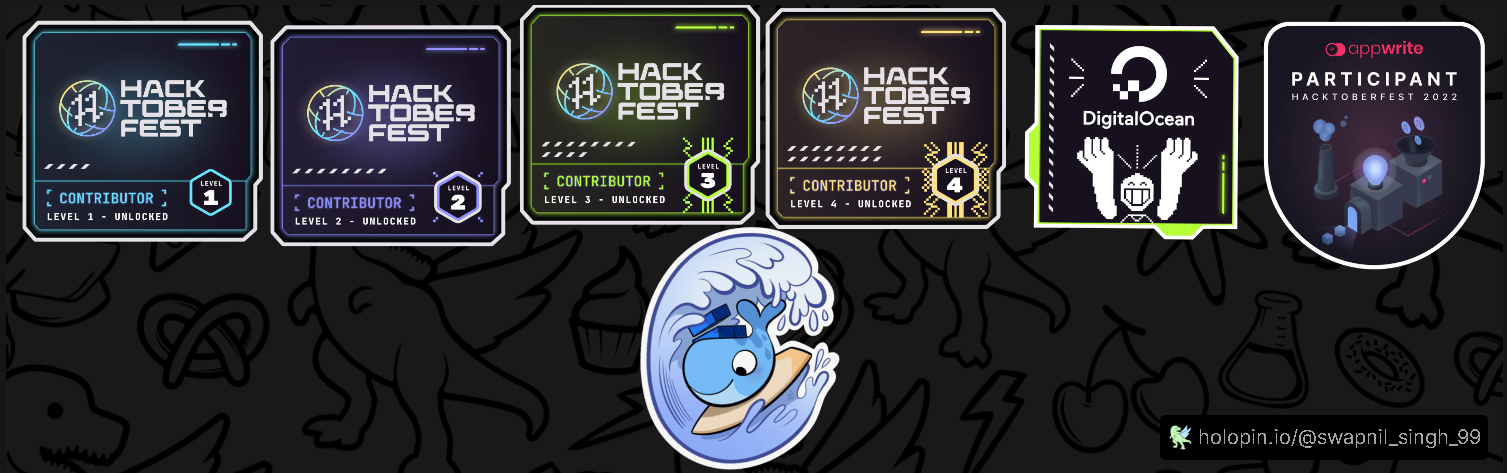 HACK
TOBER
FEST
CONTRIBUTOR
LEVEL 1 - UNLOCKED
LEVEL
1
HACK
TOBER
FEST
CONTRIBUTOR
LEVEL 2 - UNLOCKED
LEVEL
2
HACK
TOBER
FEST
CONTRIBUTOR
LEVEL 3 - UNLOCKED
LEVEL
3
HACK
TOBER
FEST
CONTRIBUTOR
LEVEL 4 - UNLOCKED
LEVEL
4
DigitalOcean
appwrite
PARTICIPANT
HACKTOBERFEST 2022
holopin.io/@swapnil_singh_99